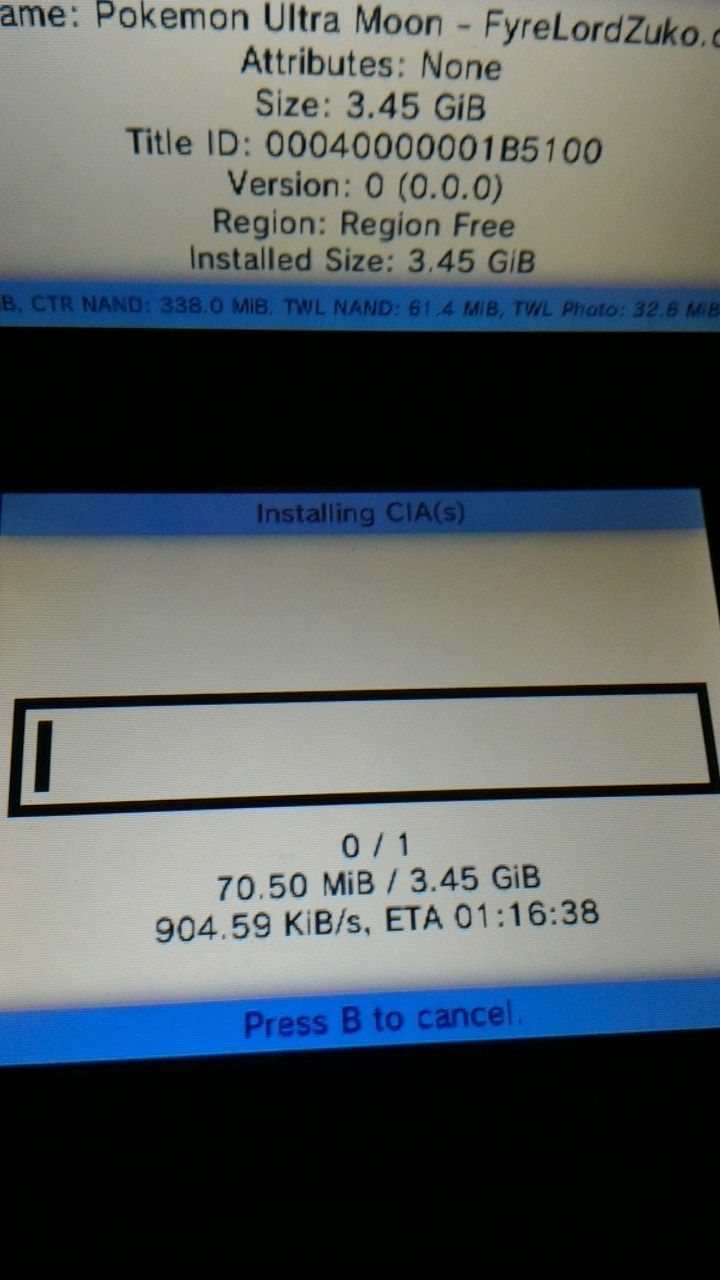 ame: Pokemon Ultra Moon - FyreLordZuko.c
Attributes: None
Size: 3.45 GiB
Title ID: 00040000001B5100
Version: 0 (0.0.0)
Region: Region Free
Installed Size: 3.45 GiB
B, CTR NAND: 338.0 MiB, TWL NAND: 61.4 MiB, TWL Photo: 32.6 MiB
Installing CIA(s)
0 / 1
70.50 MiB / 3.45 GiB
904.59 KiB/s, ETA 01:16:38
Press B to cancel.